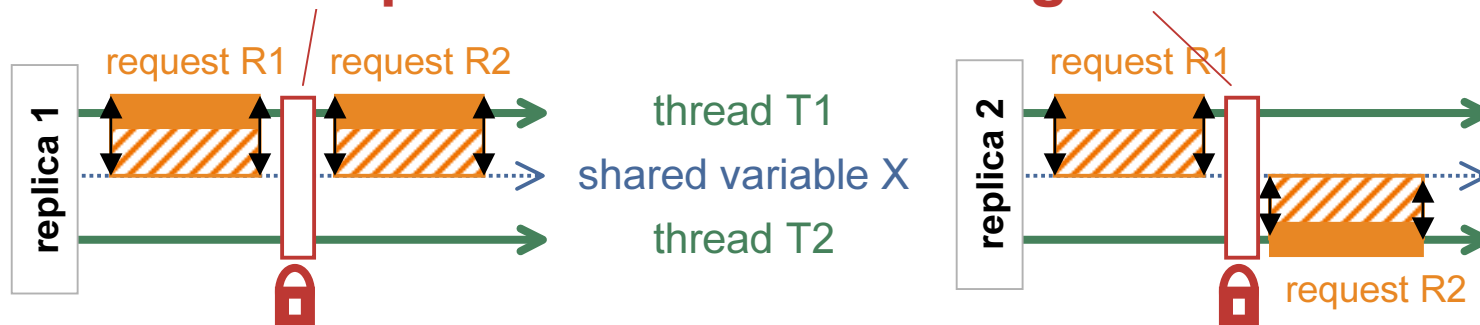 request R1
request R2
replica 1
thread T1
shared variable X
thread T2
request R1
replica 2
request R2